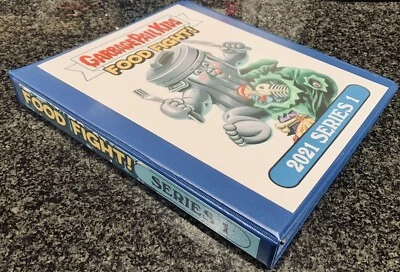 GARBAGE PAIL KIDS
FOOD FIGHT!
2021 SERIES 1
FOOD FIGHT!
SERIES 1